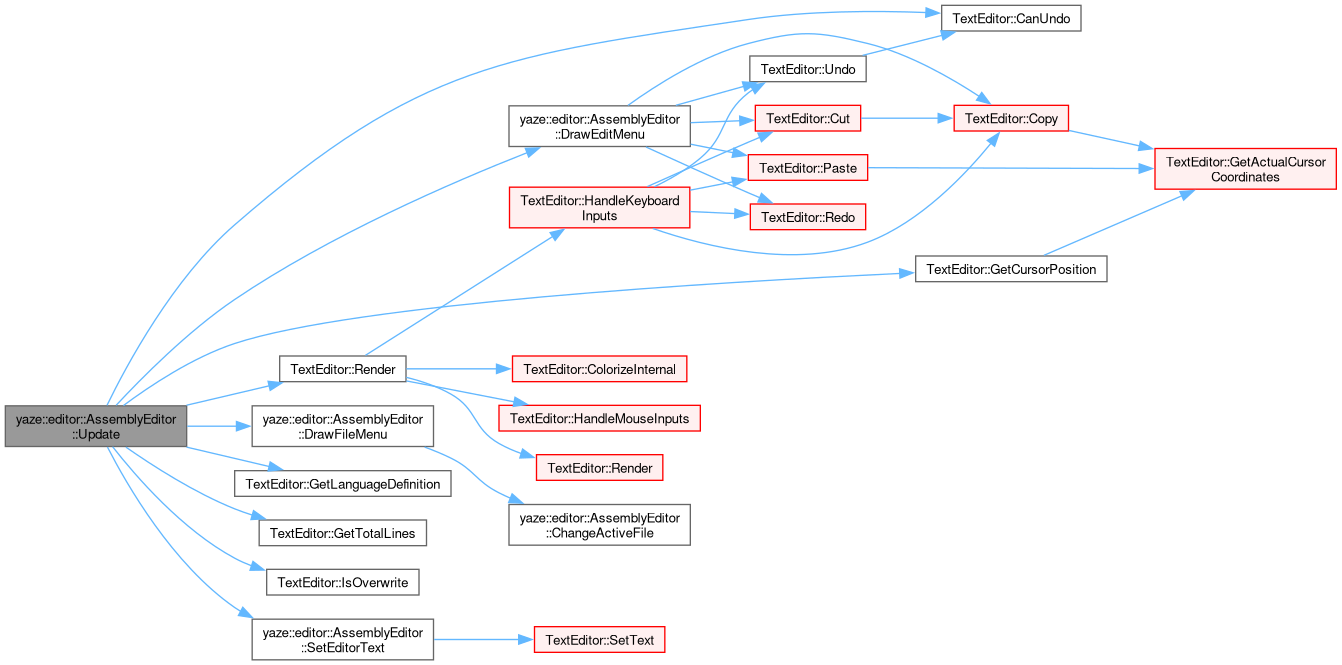 TextEditor::CanUndo
TextEditor::Undo
yaze::editor::AssemblyEditor
::DrawEditMenu
TextEditor::Cut
TextEditor::Copy
TextEditor::Paste
TextEditor::GetActualCursor
Coordinates
TextEditor::HandleKeyboard
Inputs
TextEditor::Redo
TextEditor::GetCursorPosition
TextEditor::Render
TextEditor::ColorizeInternal
yaze::editor::AssemblyEditor
::Update
yaze::editor::AssemblyEditor
::DrawFileMenu
TextEditor::HandleMouseInputs
TextEditor::Render
TextEditor::GetLanguageDefinition
yaze::editor::AssemblyEditor
::ChangeActiveFile
TextEditor::GetTotalLines
TextEditor::IsOverwrite
yaze::editor::AssemblyEditor
::SetEditorText
TextEditor::SetText